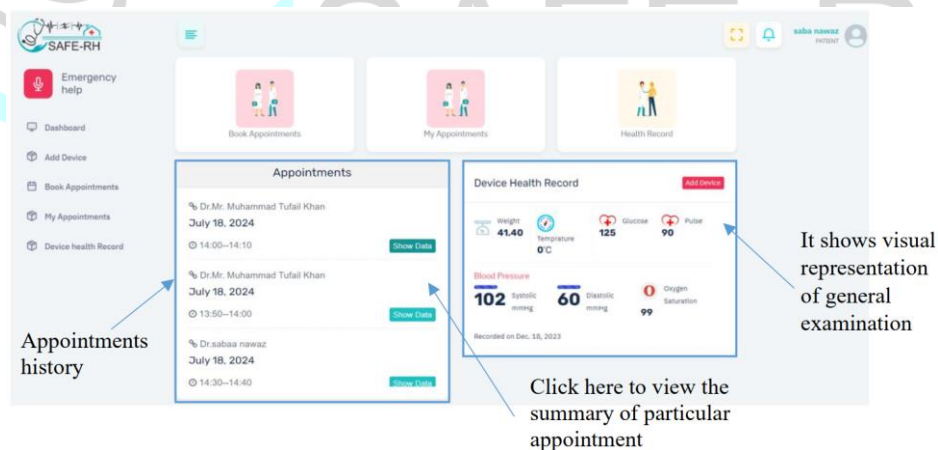 SAFE-RH
saba nawaz
PATIENT
Emergency
help
Dashboard
Add Device
Book Appointments
My Appointments
Device health Record
Book Appointments
My Appointments
Health Record
Appointments
Dr.Mr. Muhammad Tufail Khan
July 18, 2024
14:00--14:10
Show Data
Dr.Mr. Muhammad Tufail Khan
July 18, 2024
13:50--14:00
Show Data
Dr.sabaa nawaz
July 18, 2024
14:30--14:40
Show Data
Device Health Record
Add Device
Weight
41.40
Temprature
0°C
Glucose
125
Pulse
90
Blood Pressure
102 Systolic
mmHg
60 Diastolic
mmHg
Oxygen
Saturation
99
Recorded on Dec. 18, 2023
Appointments
history
Click here to view the
summary of particular
appointment
It shows visual
representation
of general
examination